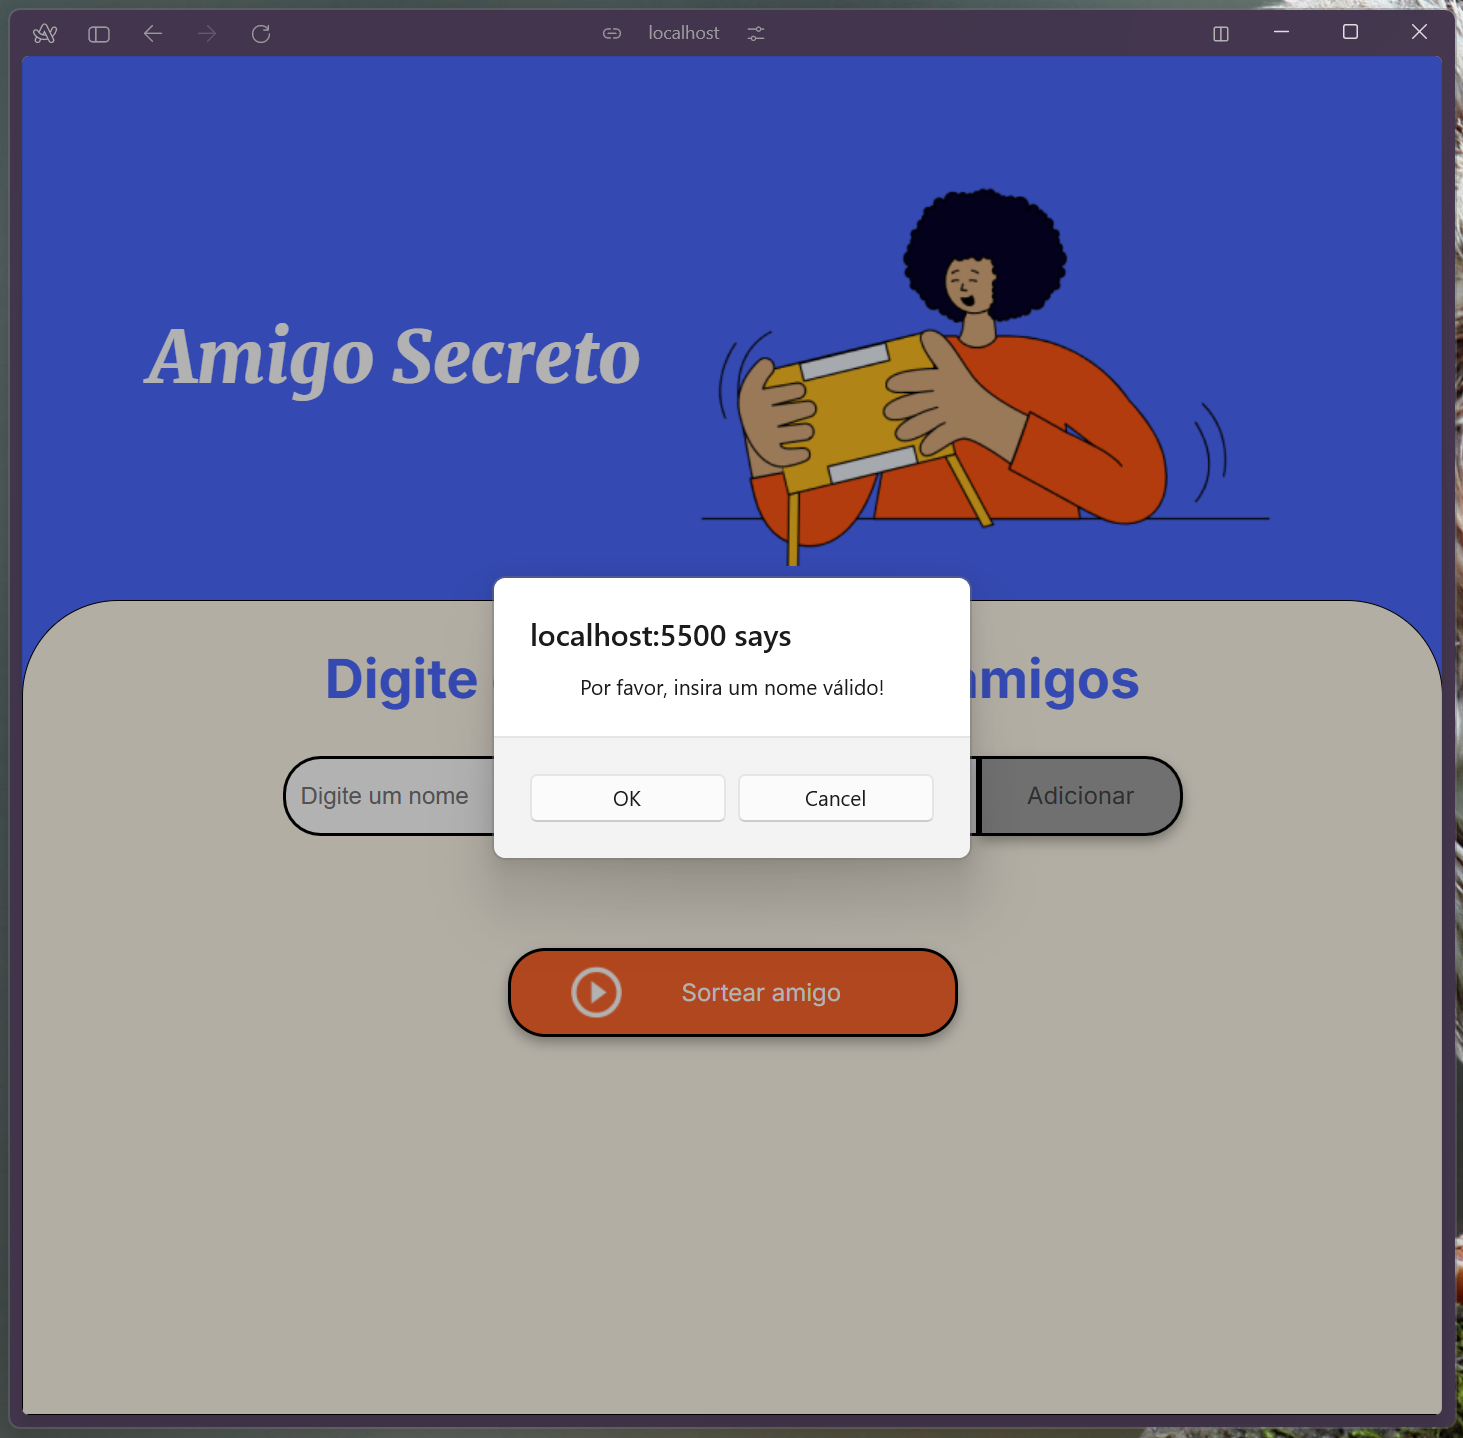 localhost
Amigo Secreto
localhost:5500 says
Por favor, insira um nome válido!
OK
Cancel
Digite
amigos
Digite um nome
Adicionar
Sortear amigo